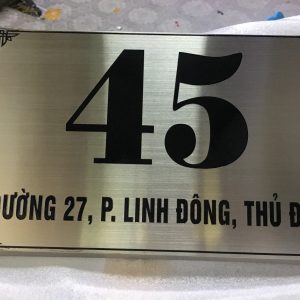 45
ƯỜNG 27, P. LINH ĐÔNG, THỦ Đ